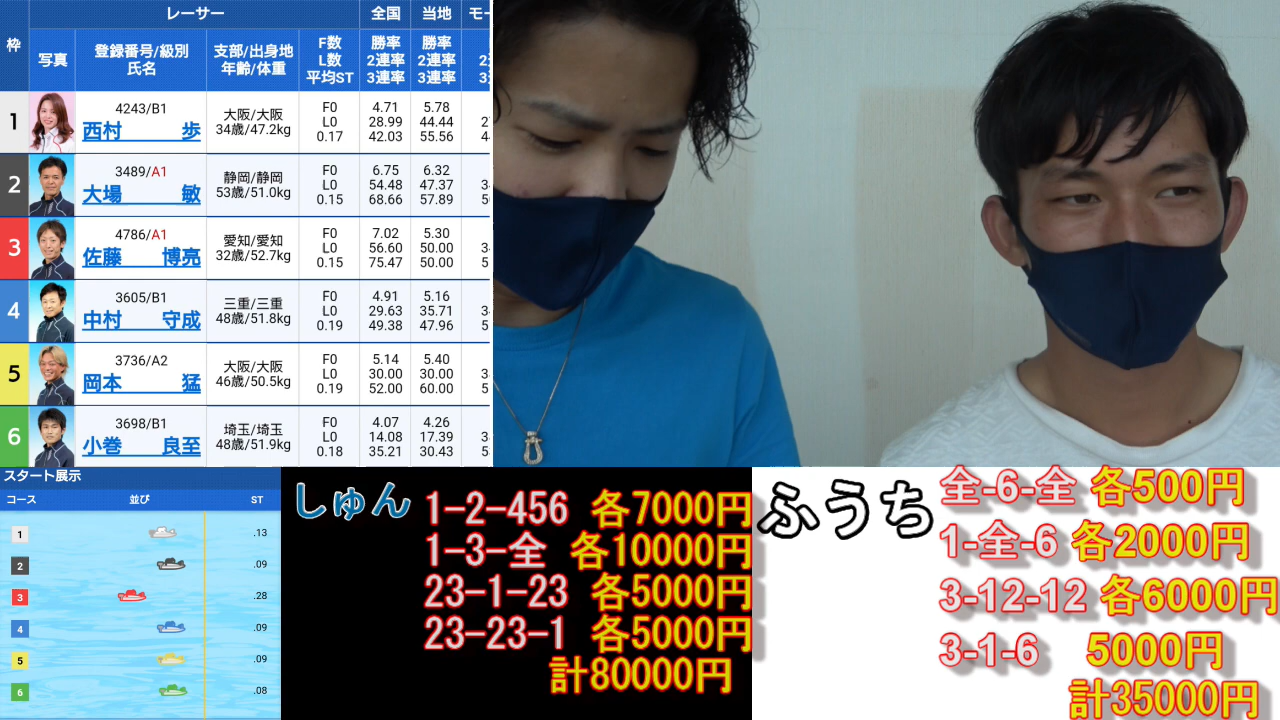 レーサー 全国 当地 モー
枠 写真 登録番号/級別 氏名 支部/出身地 年齢/体重 F数 L数 平均ST 勝率 2連率 3連率 勝率 2連率 3連率
1 4243/B1 西村 歩 大阪/大阪 34歳/47.2kg F0 L0 0.17 4.71 28.99 42.03 5.78 44.44 55.56
2 3489/A1 大場 敏 静岡/静岡 53歳/51.0kg F0 L0 0.15 6.75 54.48 68.66 6.32 47.37 57.89
3 4786/A1 佐藤 博亮 愛知/愛知 32歳/52.7kg F0 L0 0.15 7.02 56.60 75.47 5.30 50.00 50.00
4 3605/B1 中村 守成 三重/三重 48歳/51.8kg F0 L0 0.19 4.91 29.63 49.38 5.16 35.71 47.96
5 3736/A2 岡本 猛 大阪/大阪 46歳/50.5kg F0 L0 0.19 5.14 30.00 52.00 5.40 30.00 60.00
6 3698/B1 小巻 良至 埼玉/埼玉 48歳/51.9kg F0 L0 0.18 4.07 14.08 35.21 4.26 17.39 30.43
スタート展示
コース 並び ST
1 .13
2 .09
3 .28
4 .09
5 .09
6 .08
しゅん
1-2-456 各7000円
1-3-全 各10000円
23-1-23 各5000円
23-23-1 各5000円
計80000円
ふうち
全-6-全 各500円
1-全-6 各2000円
3-12-12 各6000円
3-1-6 5000円
計35000円